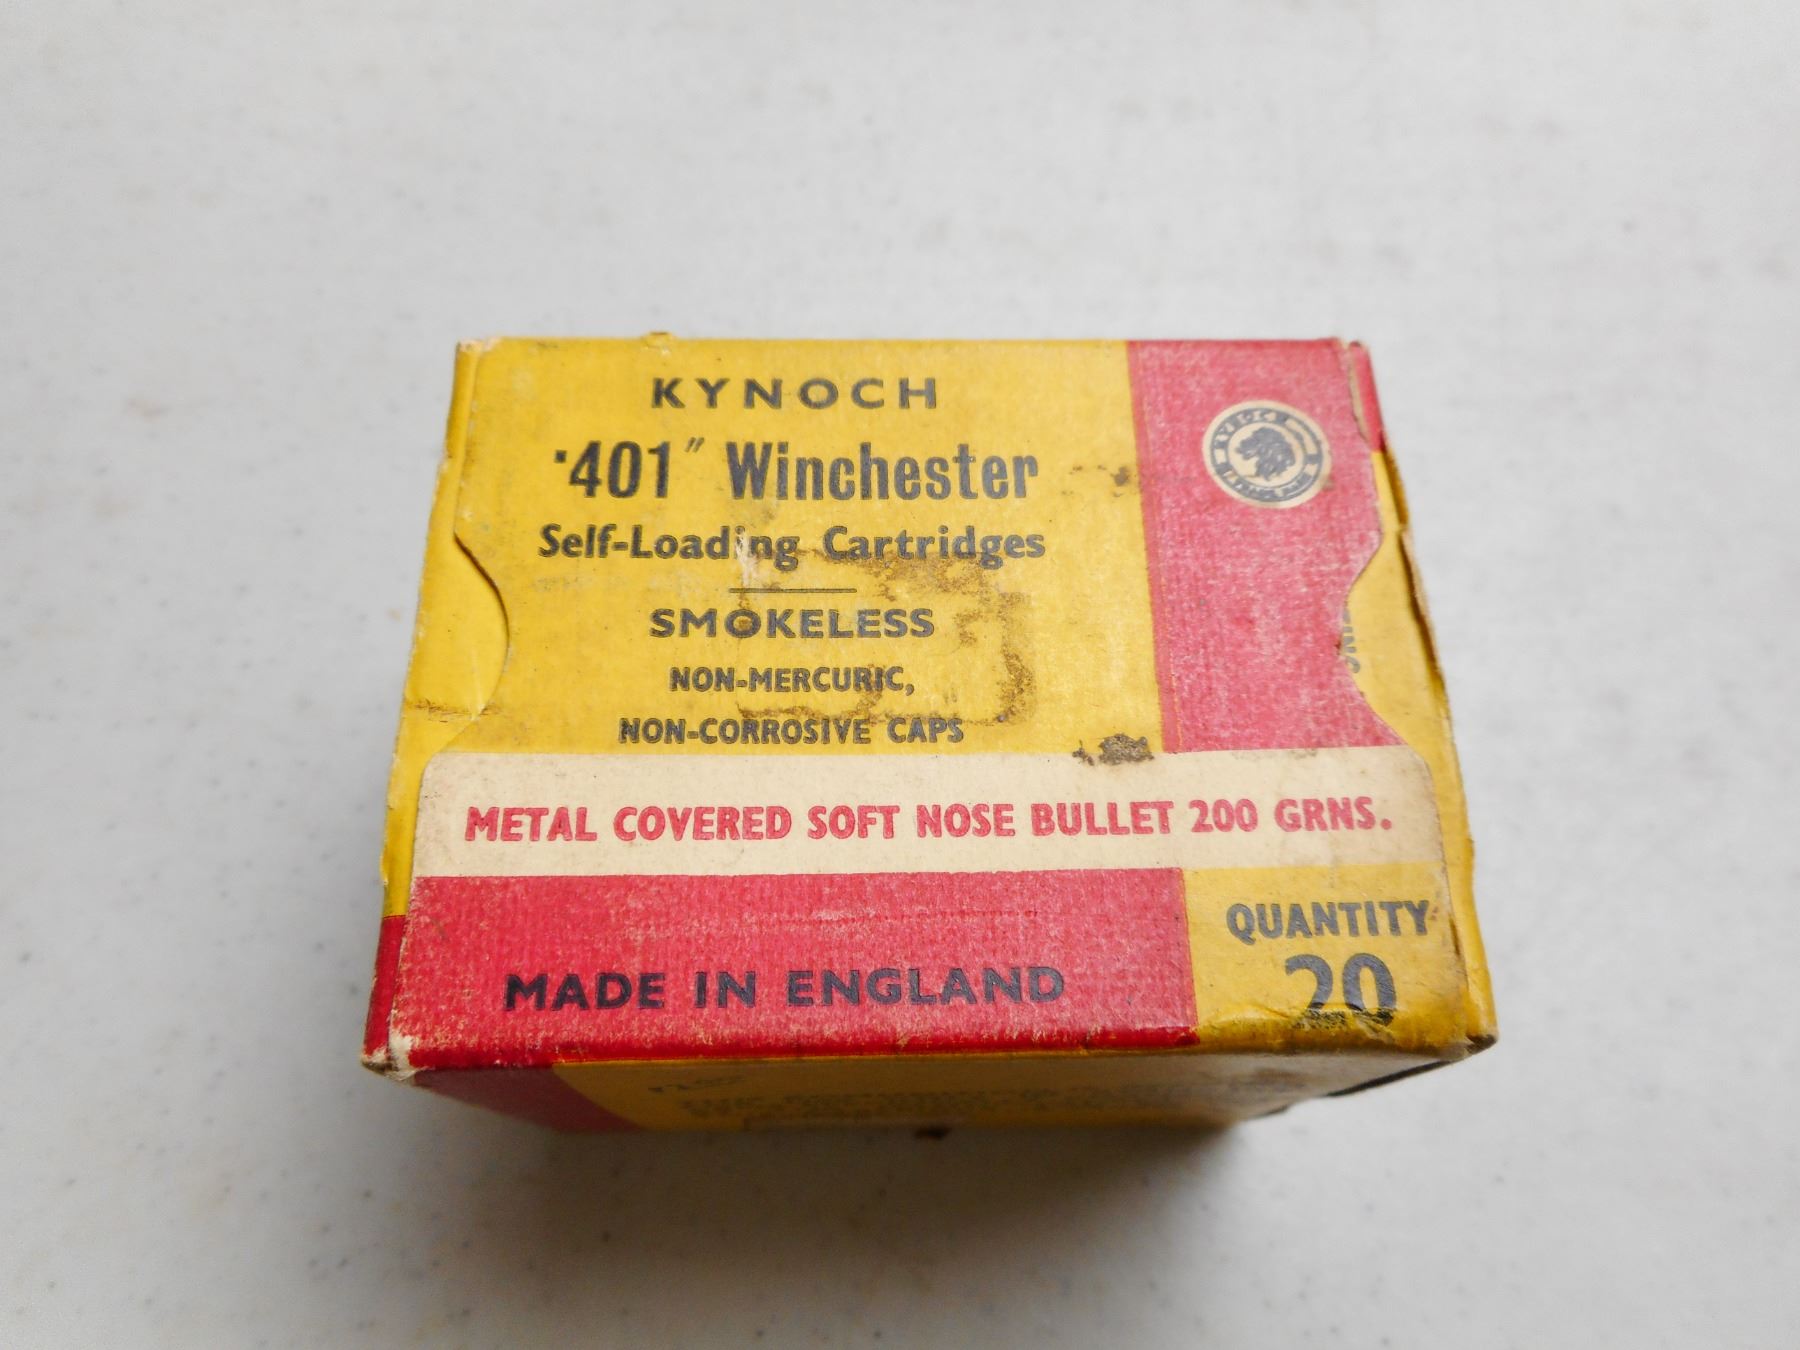 KYNOCH
·401″ Winchester
Self-Loading Cartridges
SMOKELESS
NON-MERCURIC,
NON-CORROSIVE CAPS
METAL COVERED SOFT NOSE BULLET 200 GRNS.
MADE IN ENGLAND
QUANTITY
20